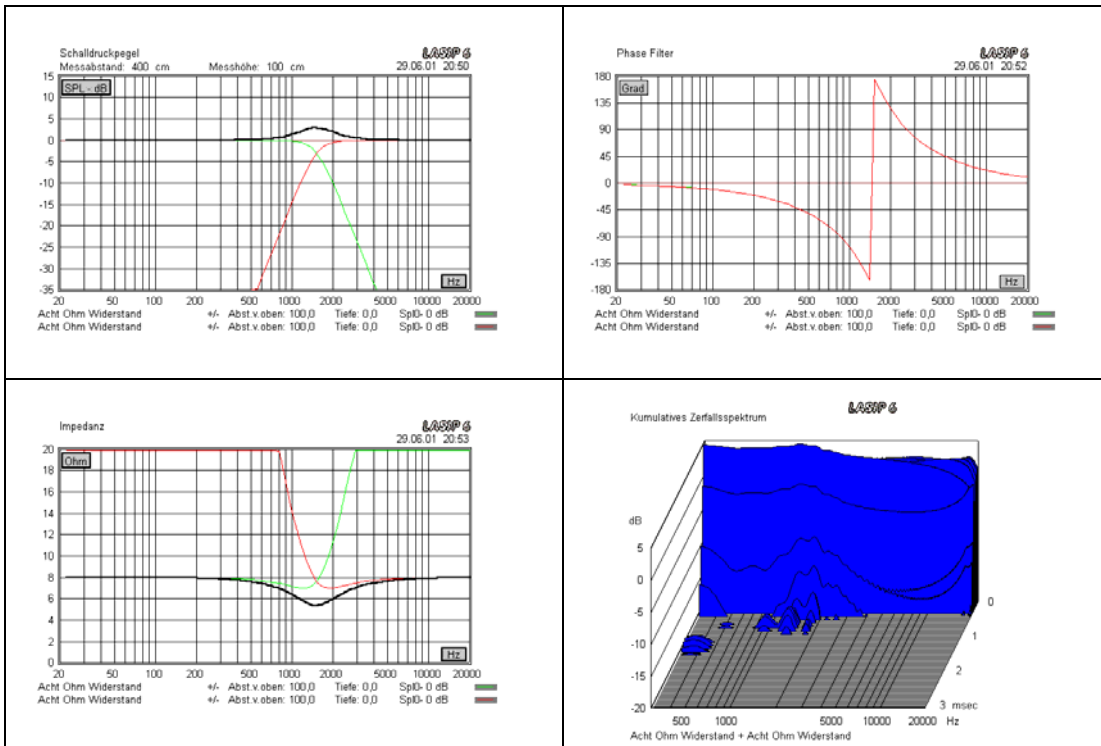 Schalldruckpegel
LASIP 6
Messabstand: 400 cm Messhöhe: 100 cm 29.06.01 20:50
SPL - dB
15
10
5
0
-5
-10
-15
-20
-25
-30
-35
Hz
20 50 100 200 500 1000 2000 5000 10000 20000
Acht Ohm Widerstand +/- Abst.v.oben: 100,0 Tiefe: 0,0 Spl0- 0 dB
Acht Ohm Widerstand +/- Abst.v.oben: 100,0 Tiefe: 0,0 Spl0- 0 dB
Phase Filter
LASIP 6
29.06.01 20:52
Grad
180
135
90
45
0
-45
-90
-135
-180
Hz
20 50 100 200 500 1000 2000 5000 10000 20000
Acht Ohm Widerstand +/- Abst.v.oben: 100,0 Tiefe: 0,0 Spl0- 0 dB
Acht Ohm Widerstand +/- Abst.v.oben: 100,0 Tiefe: 0,0 Spl0- 0 dB
Impedanz
LASIP 6
29.06.01 20:53
Ohm
20
18
16
14
12
10
8
6
4
2
0
Hz
20 50 100 200 500 1000 2000 5000 10000 20000
Acht Ohm Widerstand +/- Abst.v.oben: 100,0 Tiefe: 0,0 Spl0- 0 dB
Acht Ohm Widerstand +/- Abst.v.oben: 100,0 Tiefe: 0,0 Spl0- 0 dB
LASIP 6
Kumulatives Zerfallsspektrum
dB
5
0
-5
-10
-15
-20
0
1
2
3 msec
500 1000 5000 10000 20000 Hz
Acht Ohm Widerstand + Acht Ohm Widerstand